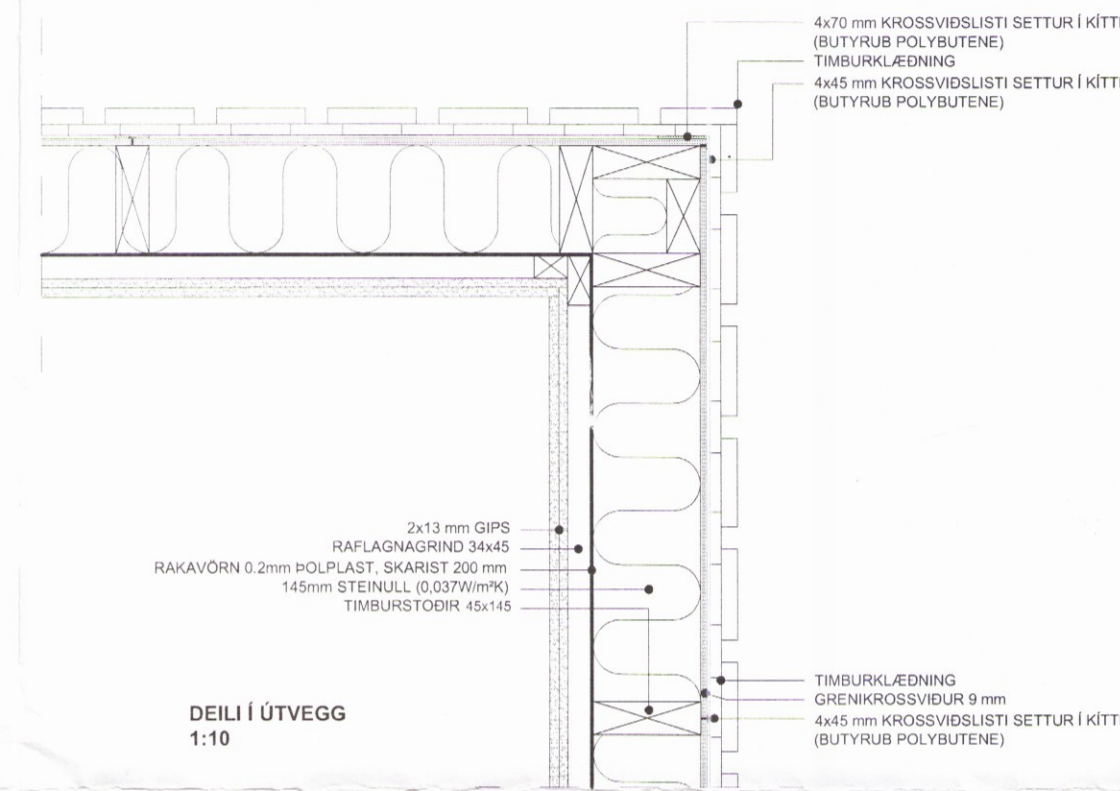 4x70 mm KROSSVIÐSLISTI SETTUR Í KÍTTI
(BUTYRUB POLYBUTENE)
TIMBURKLÆÐNING
4x45 mm KROSSVIÐSLISTI SETTUR Í KÍTTI
(BUTYRUB POLYBUTENE)
2x13 mm GIPS
RAFLAGNAGRIND 34x45
RAKAVÖRN 0.2mm ÞOLPLAST, SKARIST 200 mm
145mm STEINULL (0,037W/m²K)
TIMBURSTOÐIR 45x145
TIMBURKLÆÐNING
GRENIKROSSVIÐUR 9 mm
4x45 mm KROSSVIÐSLISTI SETTUR Í KÍTTI
(BUTYRUB POLYBUTENE)
DEILI Í ÚTVEGG
1:10